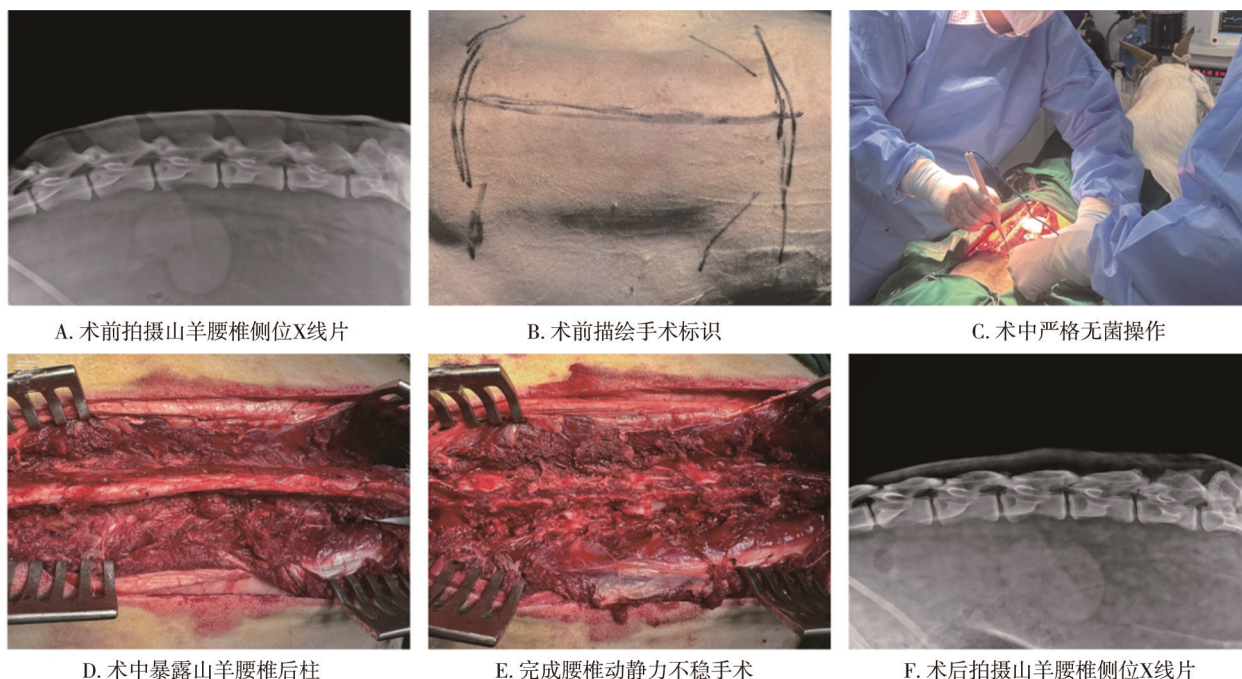 A. 术前拍摄山羊腰椎侧位X线片
B. 术前描绘手术标识
C. 术中严格无菌操作
D. 术中暴露山羊腰椎后柱
E. 完成腰椎动静力不稳手术
F. 术后拍摄山羊腰椎侧位X线片